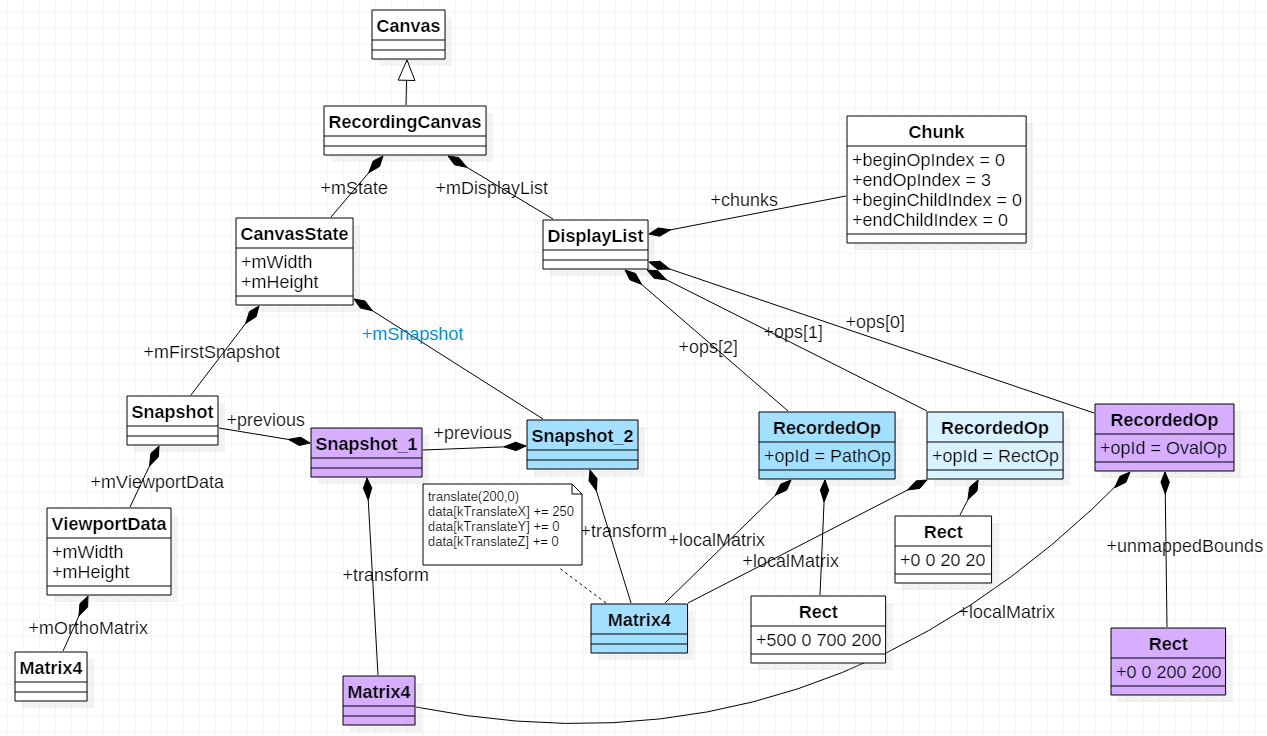 Canvas
RecordingCanvas
+mState
+mDisplayList
Chunk
+beginOpIndex = 0
+endOpIndex = 3
+beginChildIndex = 0
+endChildIndex = 0
+chunks
CanvasState
+mWidth
+mHeight
DisplayList
+mFirstSnapshot
+mSnapshot
+ops[2]
+ops[1]
+ops[0]
Snapshot
+previous
Snapshot_1
+previous
Snapshot_2
RecordedOp
+opId = PathOp
RecordedOp
+opId = RectOp
RecordedOp
+opId = OvalOp
+mViewportData
ViewportData
+mWidth
+mHeight
translate(200,0)
data[kTranslateX] += 250
data[kTranslateY] += 0
data[kTranslateZ] += 0
+transform
+transform
+localMatrix
+localMatrix
Rect
+0 0 20 20
+unmappedBounds
+mOrthoMatrix
Matrix4
Matrix4
Matrix4
Rect
+500 0 700 200
+localMatrix
Rect
+0 0 200 200